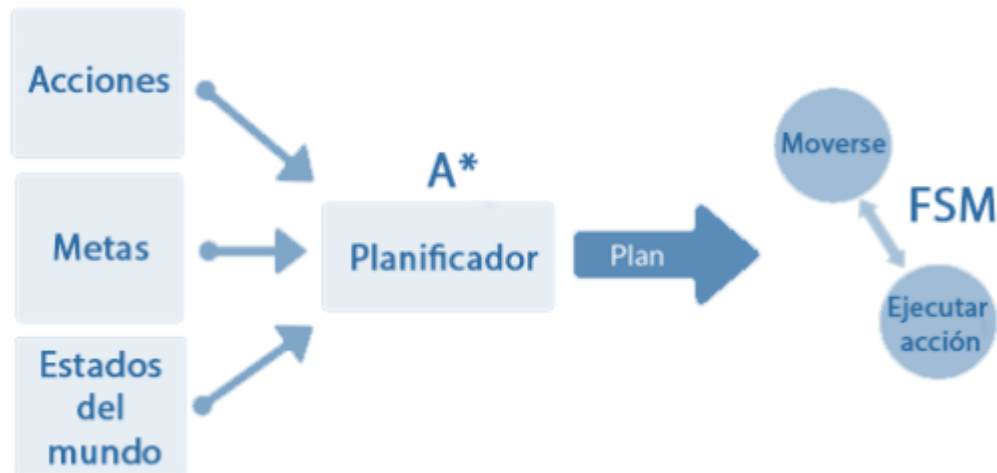 Acciones
Metas
Estados
del
mundo
A*
Planificador
Plan
Moverse
FSM
Ejecutar
acción